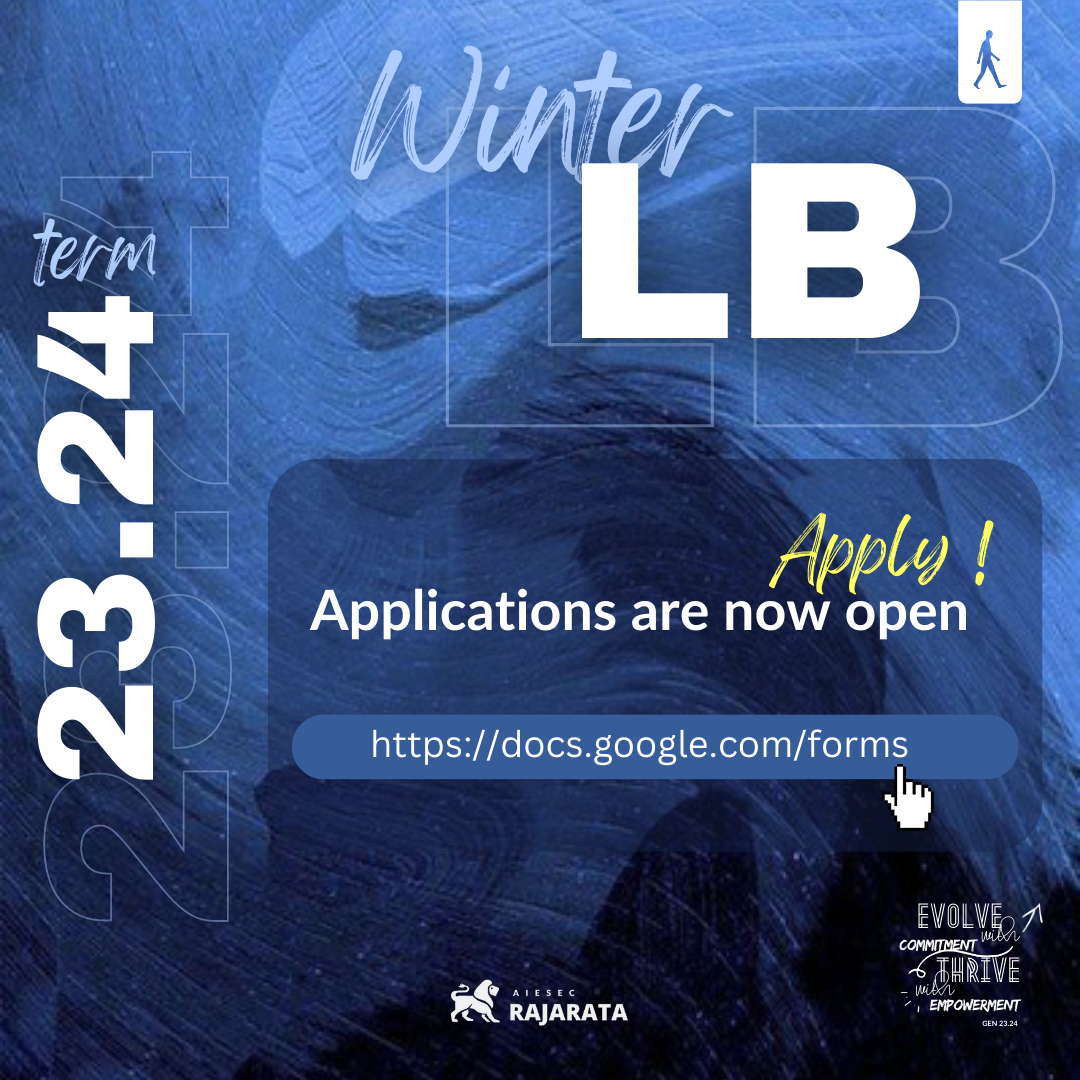 Winter
LB
term
23.24
Apply !
Applications are now open
https://docs.google.com/forms
EVOLVE
with
COMMITMENT
THRIVE
with
EMPOWERMENT
GEN 23.24
AIESEC
RAJARATA